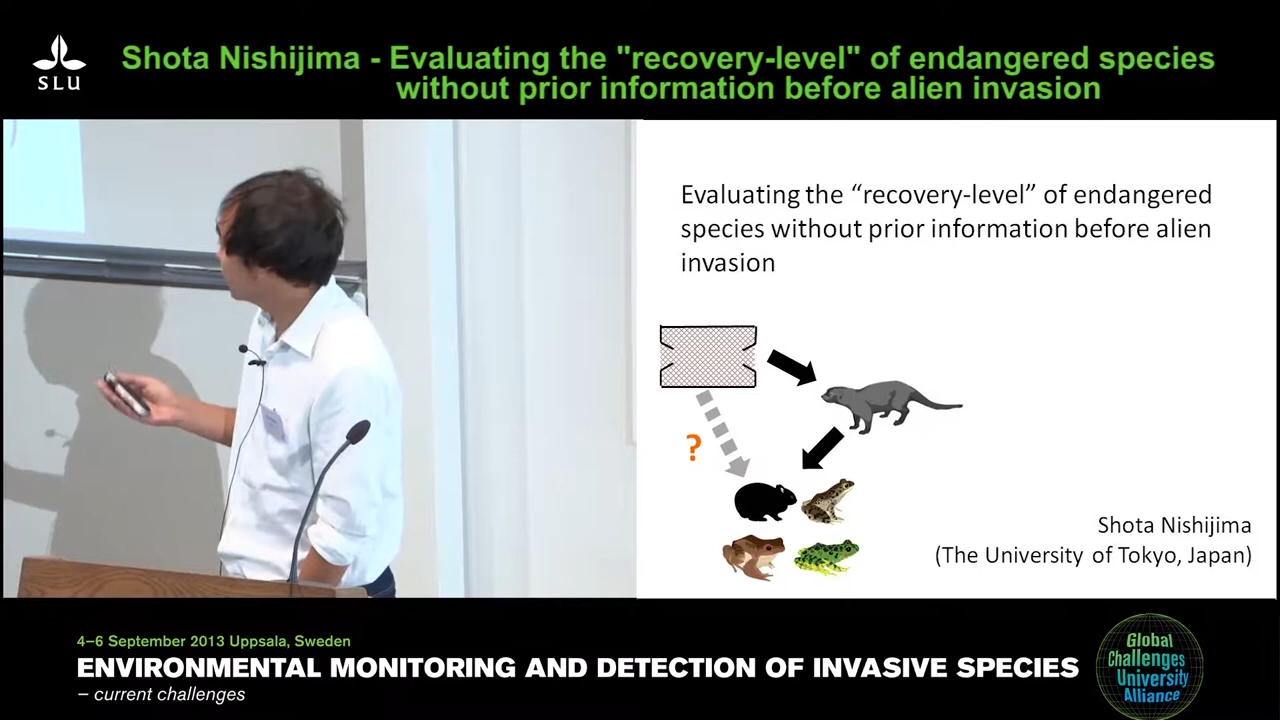 SLU
Shota Nishijima - Evaluating the "recovery-level" of endangered species
without prior information before alien invasion
Evaluating the “recovery-level” of endangered
species without prior information before alien
invasion
?
Shota Nishijima
(The University of Tokyo, Japan)
4–6 September 2013 Uppsala, Sweden
ENVIRONMENTAL MONITORING AND DETECTION OF INVASIVE SPECIES
– current challenges
Global
Challenges
University
Alliance